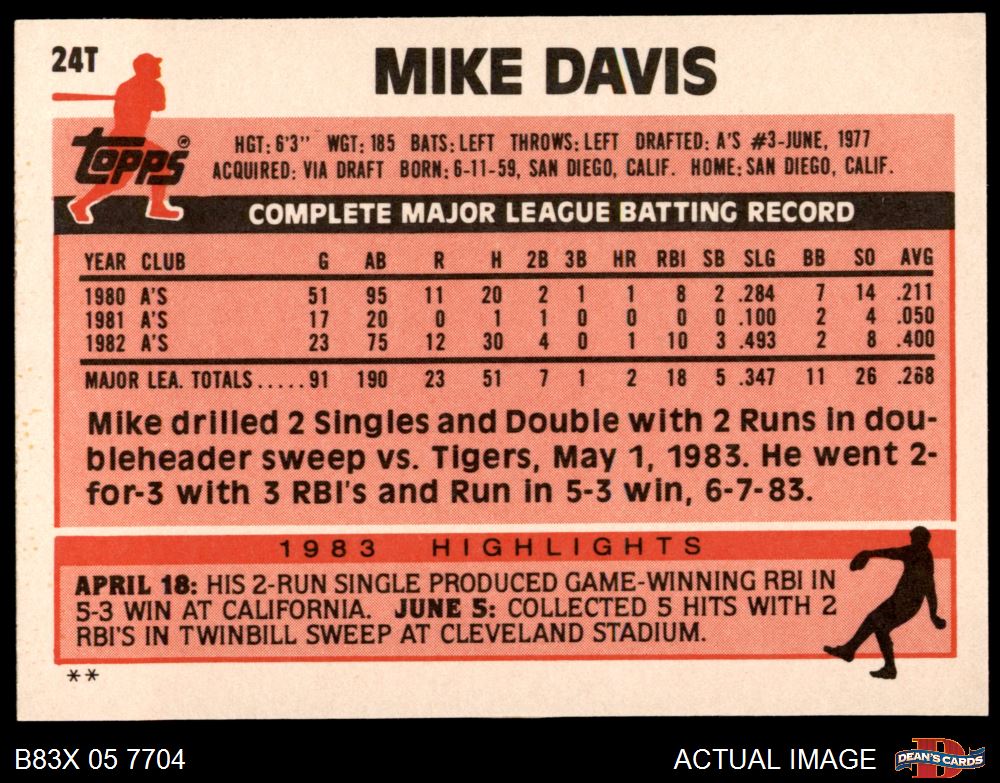 24T
MIKE DAVIS
topps®
HGT: 6'3" WGT: 185 BATS: LEFT THROWS: LEFT DRAFTED: A'S #3-JUNE, 1977
ACQUIRED: VIA DRAFT BORN: 6-11-59, SAN DIEGO, CALIF. HOME: SAN DIEGO, CALIF.
COMPLETE MAJOR LEAGUE BATTING RECORD
YEAR CLUB G AB R H 2B 3B HR RBI SB SLG BB SO AVG
1980 A'S 51 95 11 20 2 1 1 8 2 .284 7 14 .211
1981 A'S 17 20 0 1 1 0 0 0 0 .100 2 4 .050
1982 A'S 23 75 12 30 4 0 1 10 3 .493 2 8 .400
MAJOR LEA. TOTALS.....91 190 23 51 7 1 2 18 5 .347 11 26 .268
Mike drilled 2 Singles and Double with 2 Runs in dou-
bleheader sweep vs. Tigers, May 1, 1983. He went 2-
for-3 with 3 RBI's and Run in 5-3 win, 6-7-83.
1983 HIGHLIGHTS
APRIL 18: HIS 2-RUN SINGLE PRODUCED GAME-WINNING RBI IN
5-3 WIN AT CALIFORNIA. JUNE 5: COLLECTED 5 HITS WITH 2
RBI'S IN TWINBILL SWEEP AT CLEVELAND STADIUM.
**
B83X 05 7704
ACTUAL IMAGE
D
DEAN'S CARDS